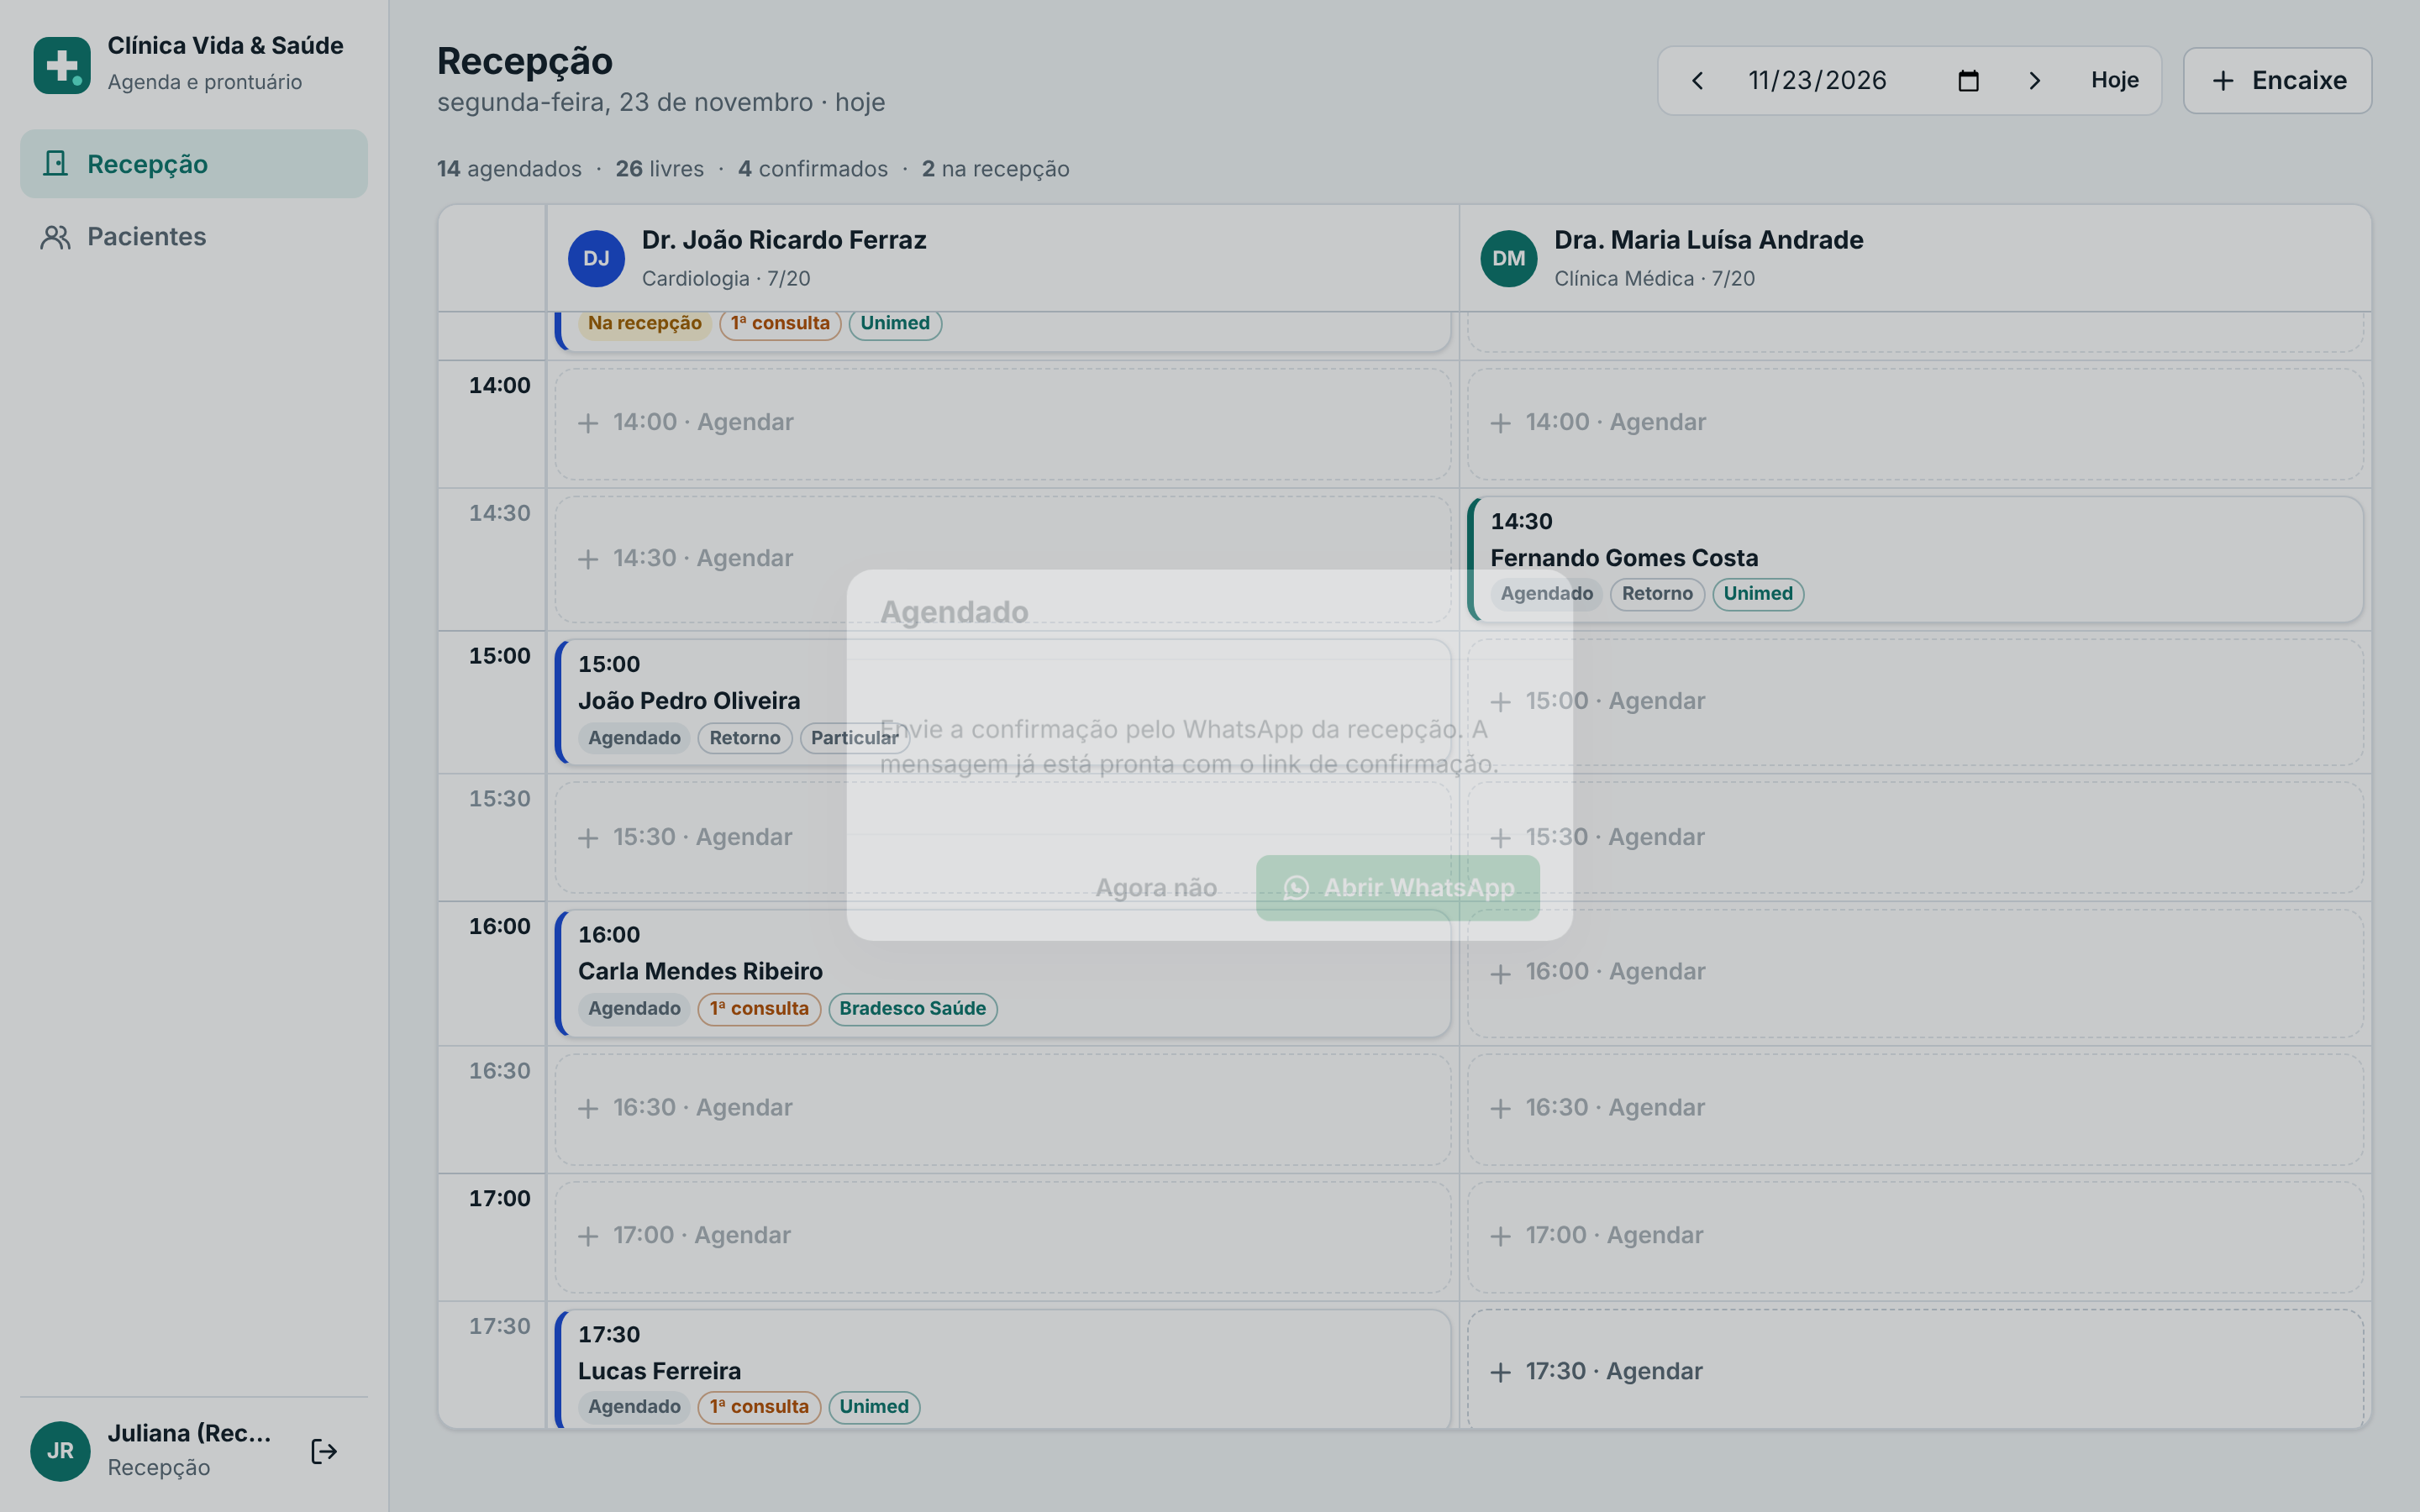 Clínica Vida & Saúde
Agenda e prontuário
Recepção
Pacientes
Juliana (Rec...
JR
Recepção
Recepção
segunda-feira, 23 de novembro · hoje
11/23/2026
Hoje
+ Encaixe
14 agendados · 26 livres · 4 confirmados · 2 na recepção
DJ
Dr. João Ricardo Ferraz
Cardiologia · 7/20
DM
Dra. Maria Luísa Andrade
Clínica Médica · 7/20
Na recepção 1ª consulta Unimed
14:00
+ 14:00 · Agendar
+ 14:00 · Agendar
14:30
+ 14:30 · Agendar
14:30
Fernando Gomes Costa
Agendado Retorno Unimed
15:00
15:00
João Pedro Oliveira
Agendado Retorno Particular
+ 15:00 · Agendar
15:30
+ 15:30 · Agendar
+ 15:30 · Agendar
16:00
16:00
Carla Mendes Ribeiro
Agendado 1ª consulta Bradesco Saúde
+ 16:00 · Agendar
16:30
+ 16:30 · Agendar
+ 16:30 · Agendar
17:00
+ 17:00 · Agendar
+ 17:00 · Agendar
17:30
17:30
Lucas Ferreira
Agendado 1ª consulta Unimed
+ 17:30 · Agendar
Agendado
Envie a confirmação pelo WhatsApp da recepção. A
mensagem já está pronta com o link de confirmação.
Agora não
Abrir WhatsApp